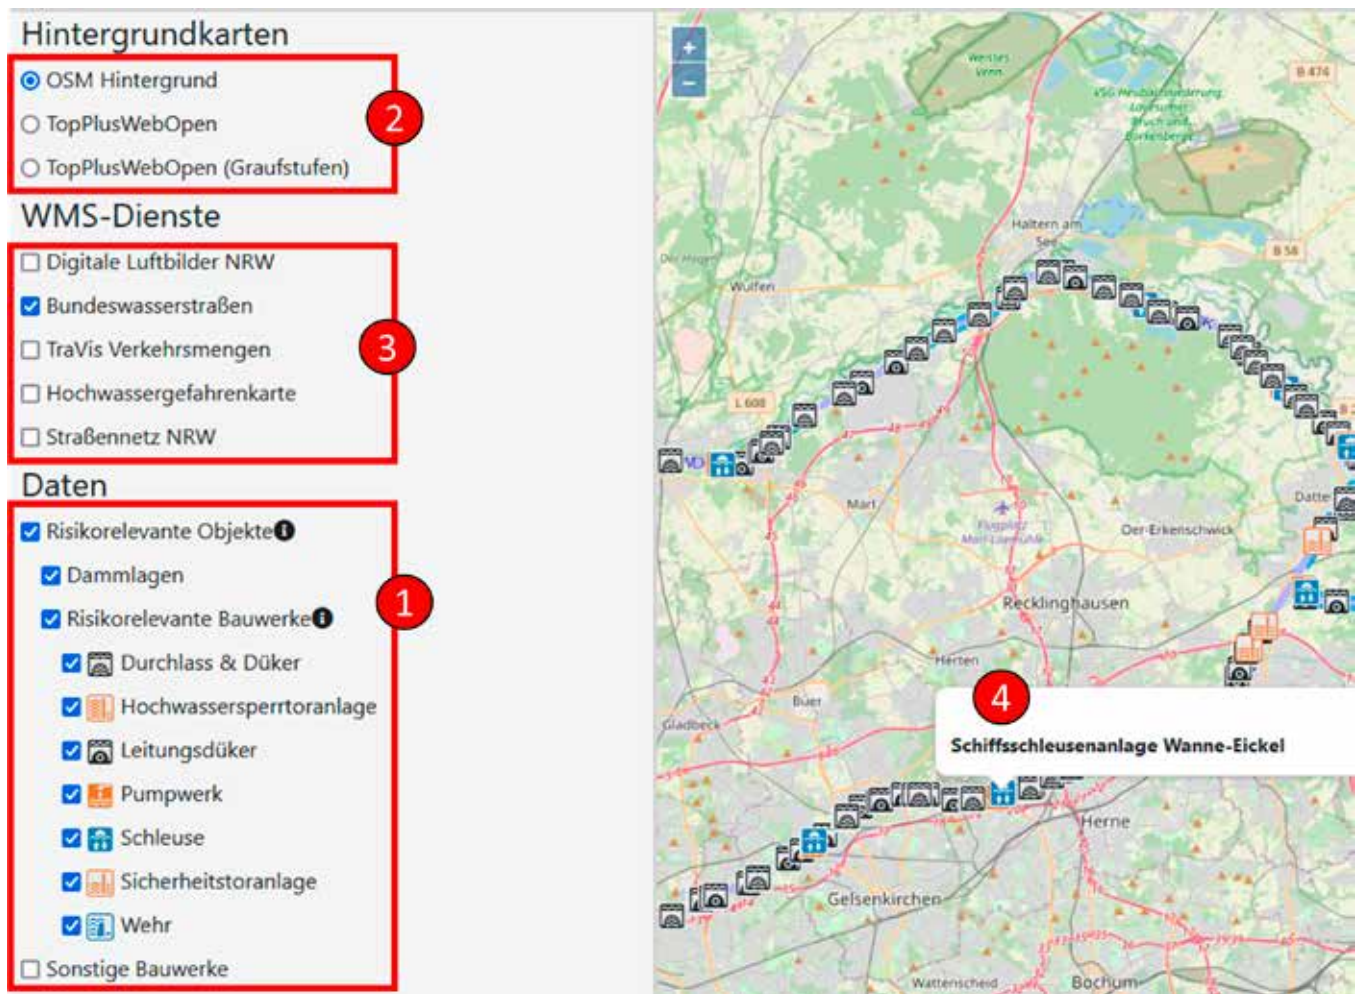 Hintergrundkarten
OSM Hintergrund
TopPlusWebOpen
TopPlusWebOpen (Graufstufen)
2
WMS-Dienste
Digitale Luftbilder NRW
Bundeswasserstraßen
TraVis Verkehrsmengen
Hochwassergefahrenkarte
Straßennetz NRW
3
Daten
Risikorelevante Objekte
Dammlagen
Risikorelevante Bauwerke
Durchlass & Düker
Hochwassersperrtoranlage
Leitungsdüker
Pumpwerk
Schleuse
Sicherheitstoranlage
Wehr
Sonstige Bauwerke
1
+
−
Weisses
Venn
B 474
Haltern am
See
B 58
Wulfen
L 608
Marl
Datte
Oer-Erkenschwick
Recklinghausen
Herten
Buer
Gladbeck
4
Schiffsschleusenanlage Wanne-Eickel
Herne
Gelsenkirchen
Wattenscheid
Bochum